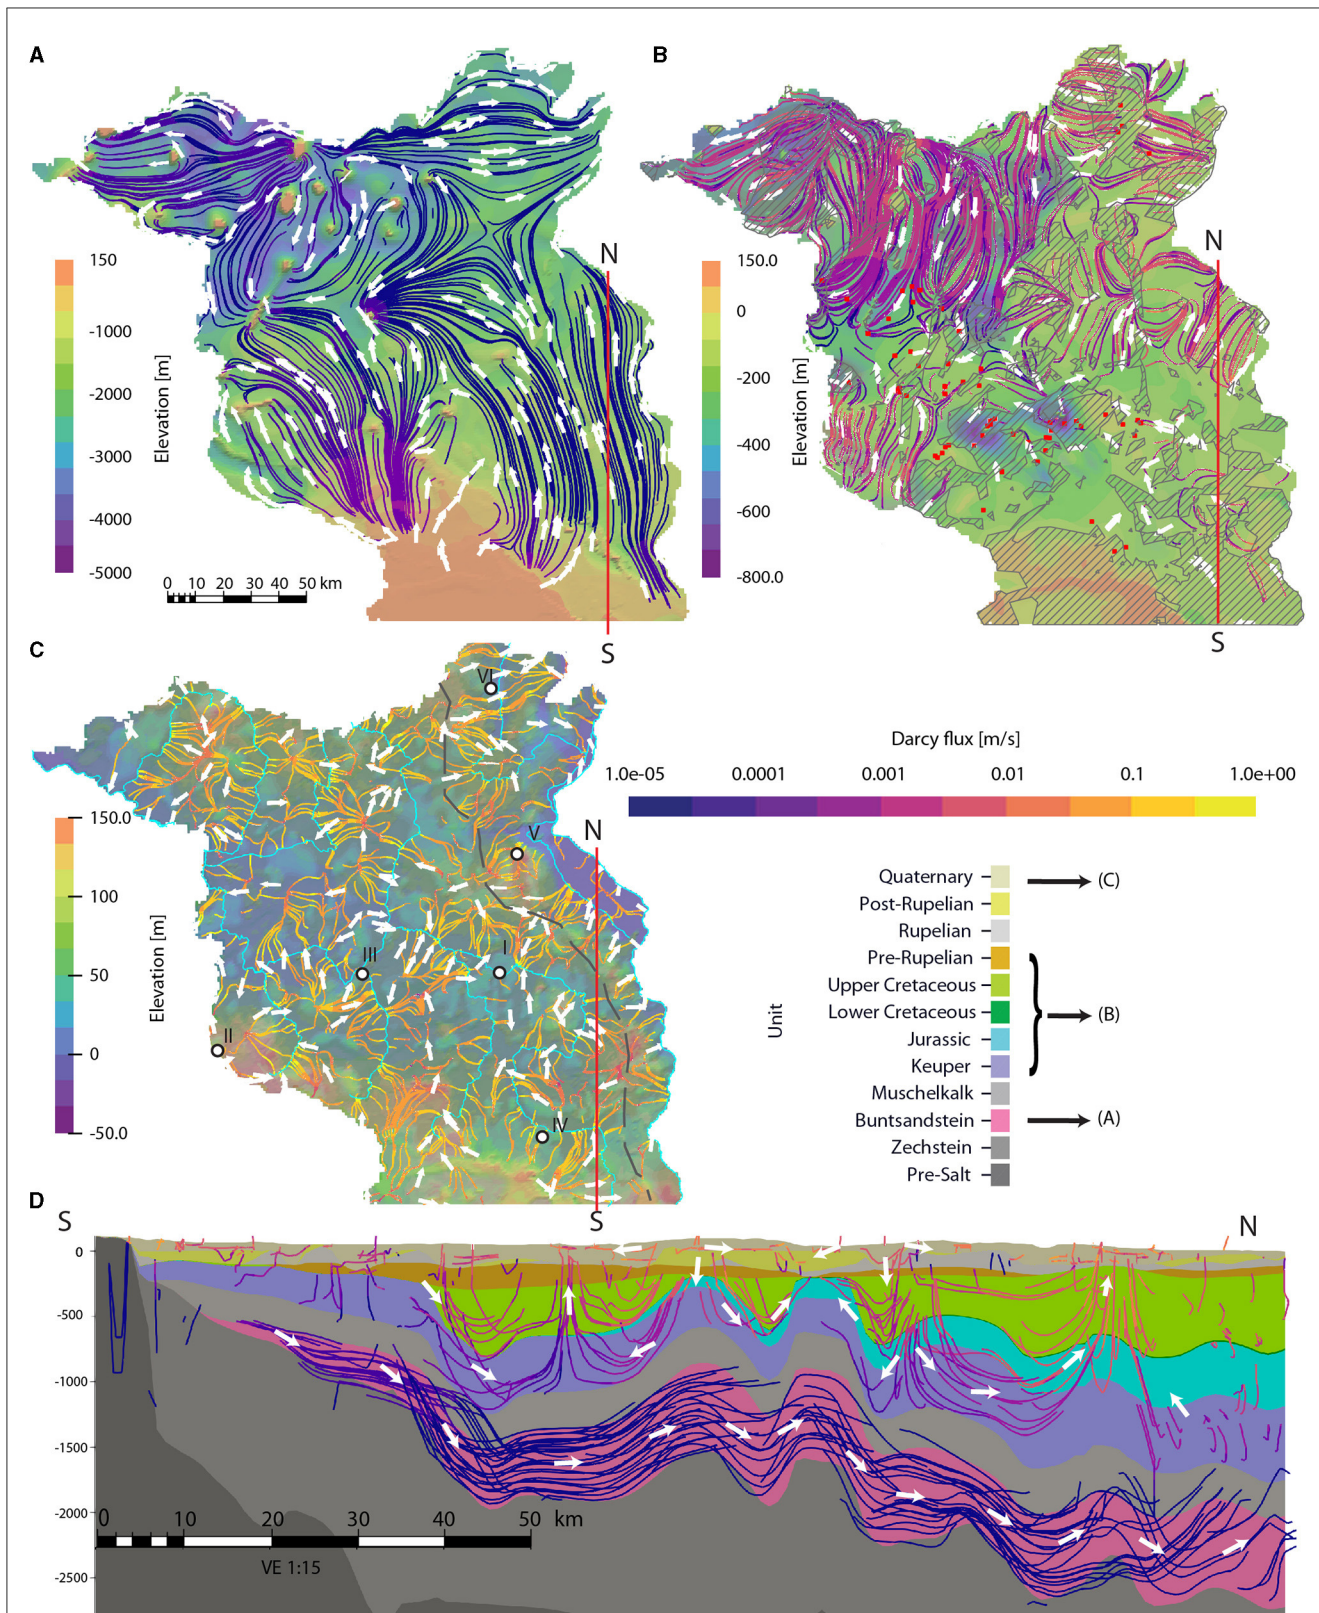 A
150
-1000
-2000
-3000
-4000
-5000
Elevation [m]
0 10 20 30 40 50 km
N
S
B
150.0
0
-200
-400
-600
-800.0
Elevation [m]
N
S
C
150.0
100
50
0
-50.0
Elevation [m]
VI
V
III
I
II
IV
N
S
Darcy flux [m/s]
1.0e-05 0.0001 0.001 0.01 0.1 1.0e+00
Unit
Quaternary (C)
Post-Rupelian
Rupelian
Pre-Rupelian
Upper Cretaceous
Lower Cretaceous (B)
Jurassic
Keuper
Muschelkalk
Buntsandstein (A)
Zechstein
Pre-Salt
D
S
N
0
-500
-1000
-1500
-2000
-2500
0 10 20 30 40 50 km
VE 1:15